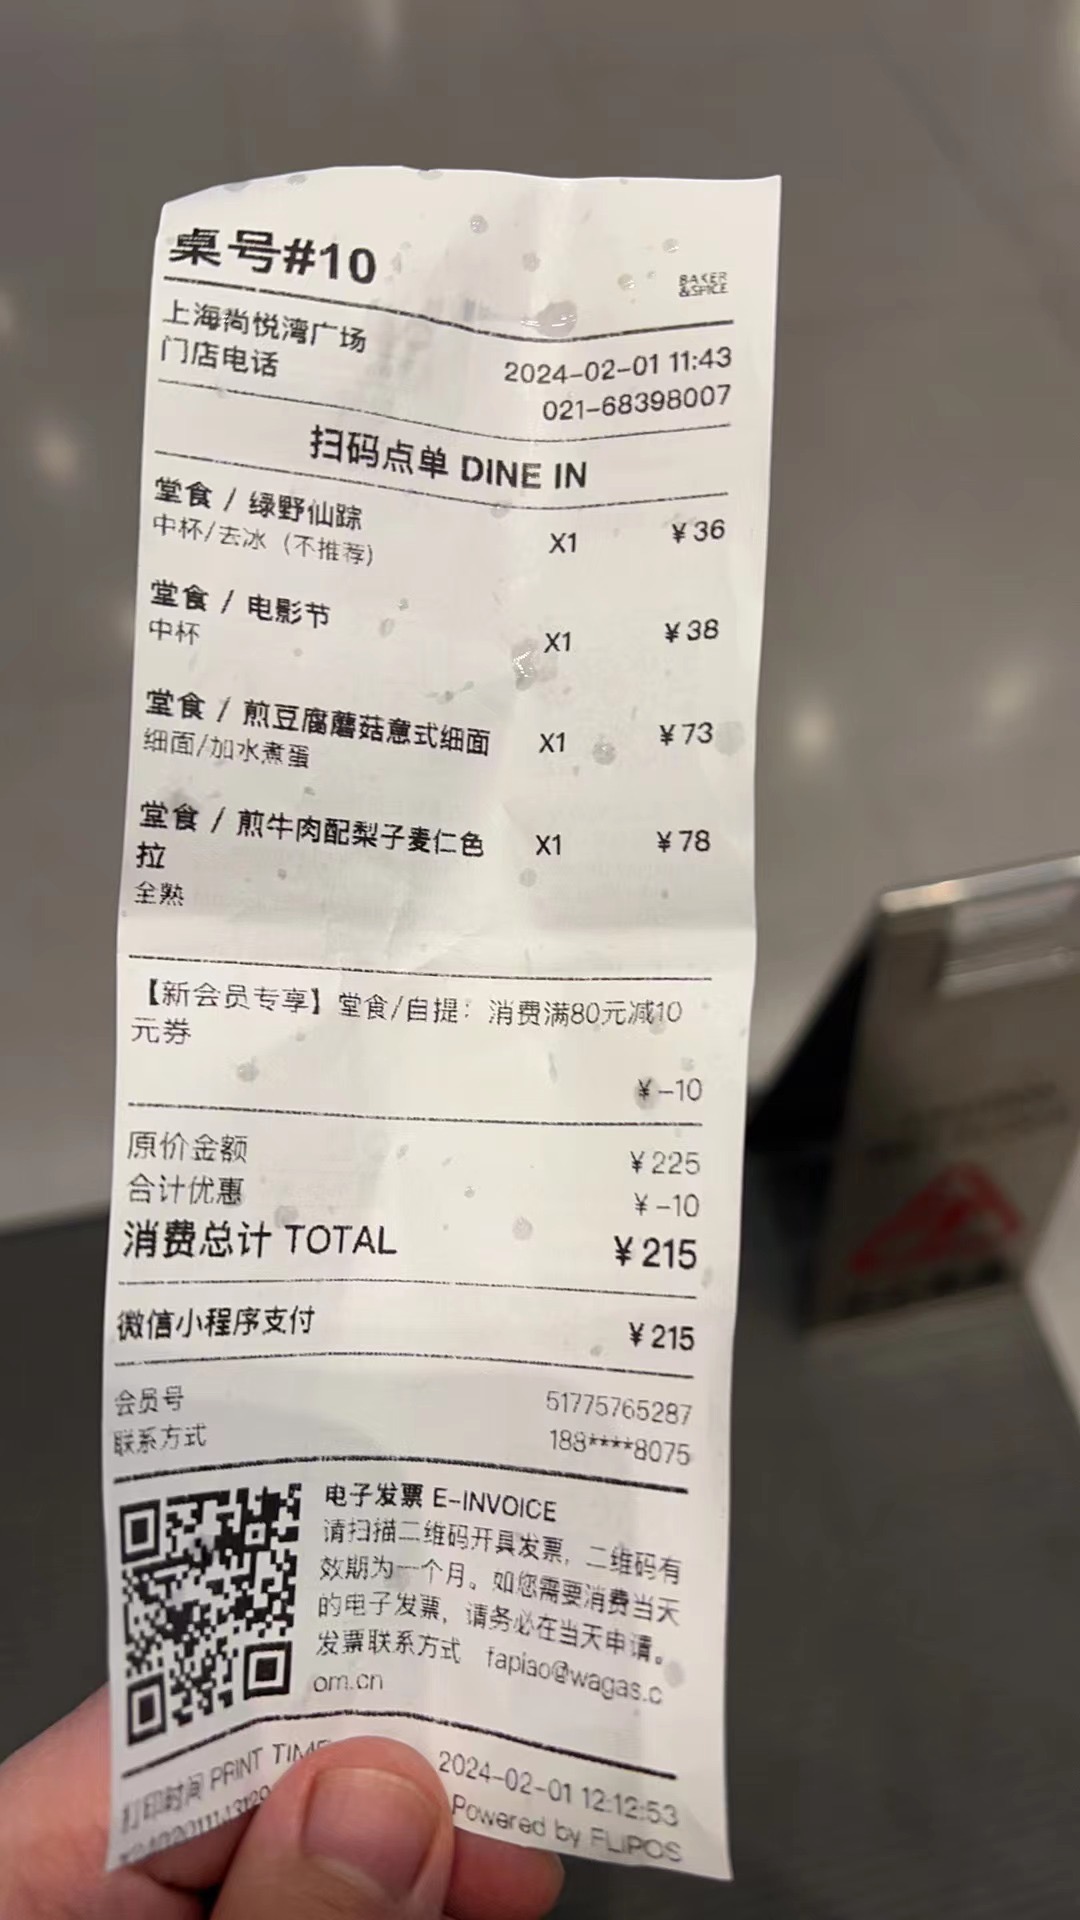 桌号#10
BAKER
&SPICE
上海尚悦湾广场
2024-02-01 11:43
门店电话
021-68398007
扫码点单 DINE IN
堂食 / 绿野仙踪 X1 ¥36
中杯/去冰（不推荐）
堂食 / 电影节 X1 ¥38
中杯
堂食 / 煎豆腐蘑菇意式细面 X1 ¥73
细面/加水煮蛋
堂食 / 煎牛肉配梨子麦仁色 X1 ¥78
拉
全熟
【新会员专享】堂食/自提：消费满80元减10
元券
¥-10
原价金额 ¥225
合计优惠 ¥-10
消费总计 TOTAL ¥215
微信小程序支付 ¥215
会员号 51775765287
联系方式 188****8075
电子发票 E-INVOICE
请扫描二维码开具发票，二维码有
效期为一个月。如您需要消费当天
的电子发票，请务必在当天申请。
发票联系方式 fapiao@wagas.c
om.cn
打印时间 PRINT TIME 2024-02-01 12:12:53
Powered by FLIPOS